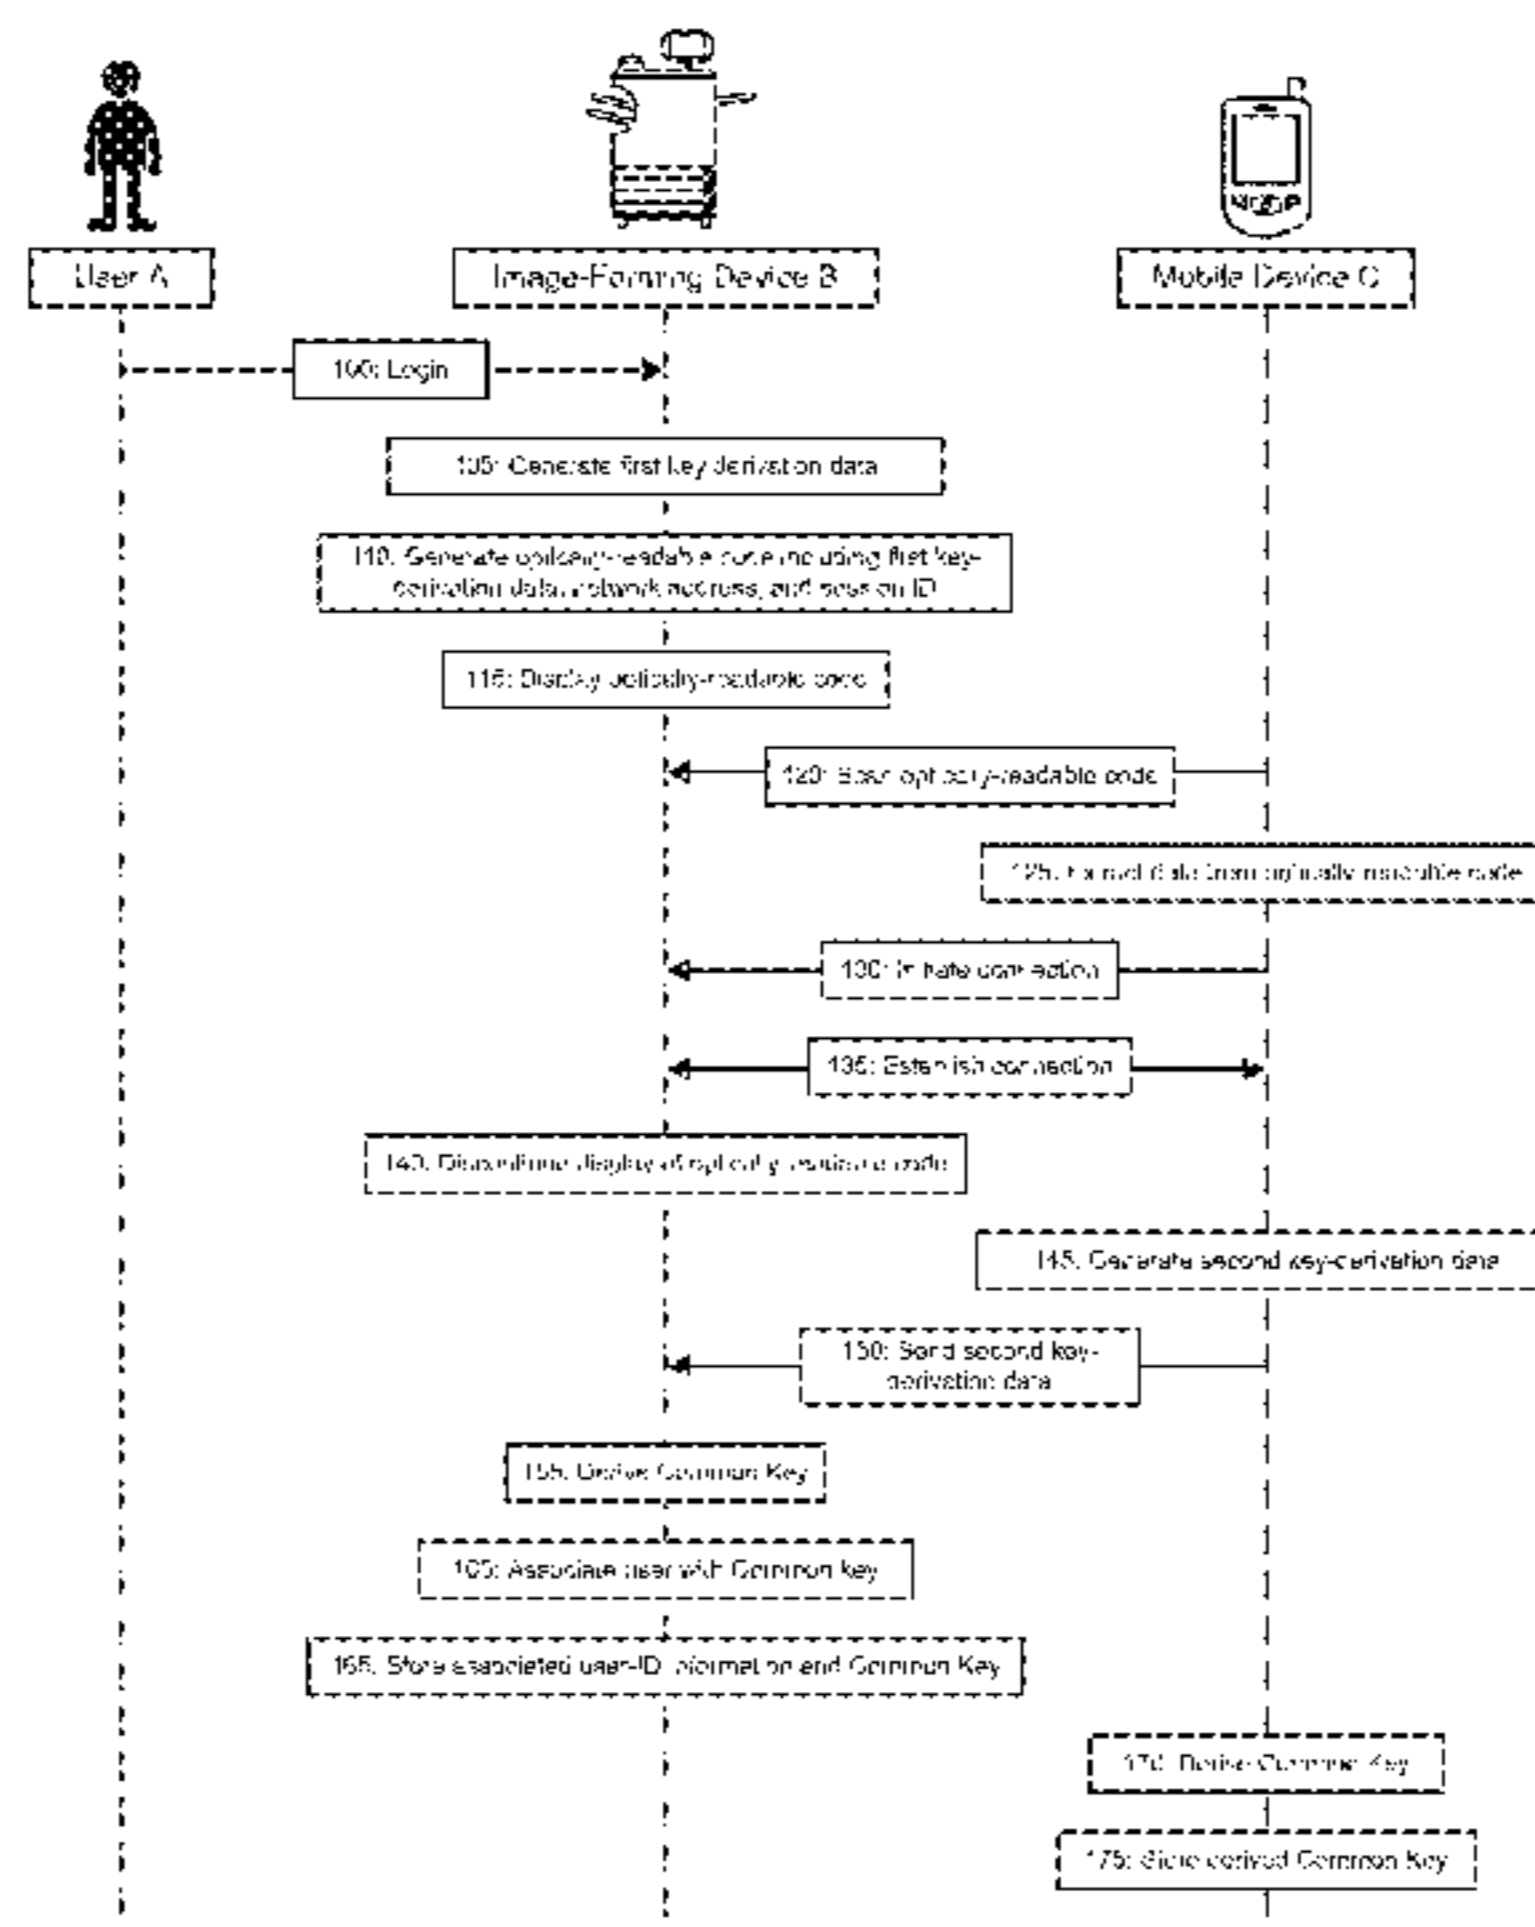 User A
Image-Forming Device B
Mobile Device C
100: Login
105: Generate first key derivation data
110: Generate optically-readable code including first key-
derivation data, network address, and session ID
115: Display optically-readable code
120: Scan optically-readable code
125: Extract data from optically-readable code
130: Initiate connection
135: Establish connection
140: Discontinue display of optically-readable code
145: Generate second key-derivation data
150: Send second key-
derivation data
155: Derive Common Key
160: Associate user with Common key
165: Store associated user-ID information and Common Key
170: Derive Common Key
175: Store derived Common Key